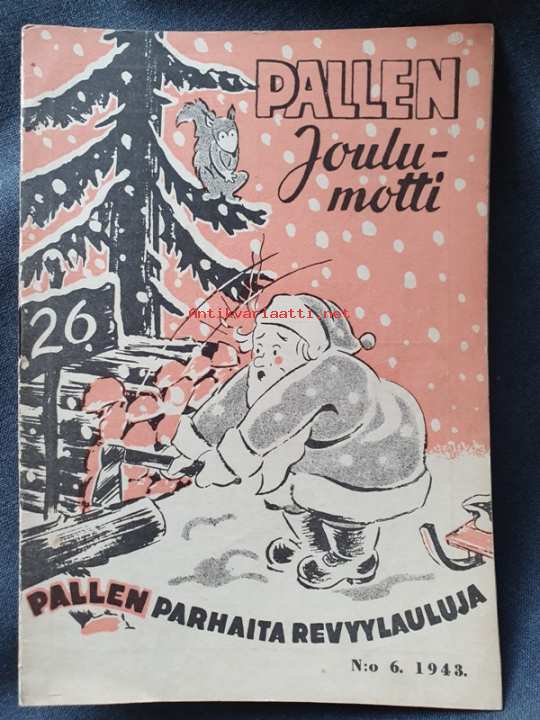 PALLEN
Joulu-
motti
Antikvariaatti.net
26.
PALLEN PARHAITA REVYYLAULUJA
N:o 6. 1943.